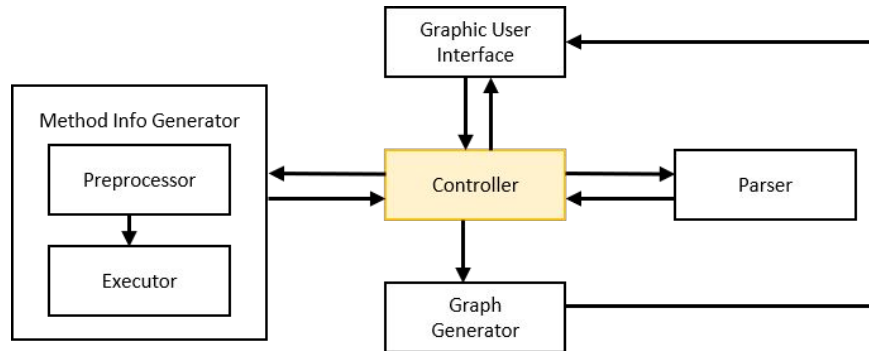 Graphic User
Interface
Method Info Generator
Preprocessor
Controller
Parser
Executor
Graph
Generator